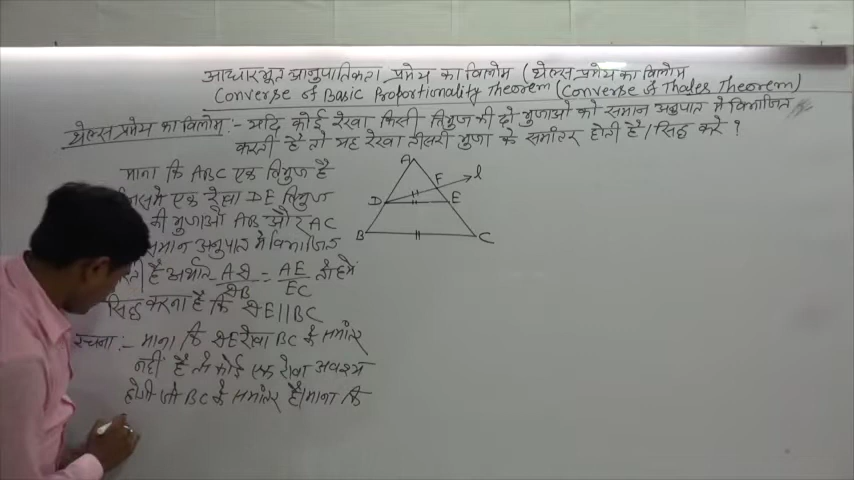 आधारभूत आनुपातिकता प्रमेय का विलोम (थेल्स प्रमेय का विलोम
Converse of Basic Proportionality Theorem (Converse of Thales Theorem)
थेल्स प्रमेय का विलोम :- यदि कोई रेखा किसी त्रिभुज की दो भुजाओं को समान अनुपात में विभाजित
करती है तो यह रेखा तीसरी भुजा के समांतर होती है / सिद्ध करें ?
माना कि ABC एक त्रिभुज है
जिसमें एक रेखा DE त्रिभुज
की भुजाओं AB और AC
समान अनुपात में विभाजित
है अर्थात AD/DB = AE/EC तो हमें
सिद्ध करना है कि DE||BC
रचना :- माना कि DE रेखा BC के समांतर
नहीं है तो कोई एक रेखा अवश्य
होगी जो BC के समांतर है / माना कि
A
F
l
D
E
B
C